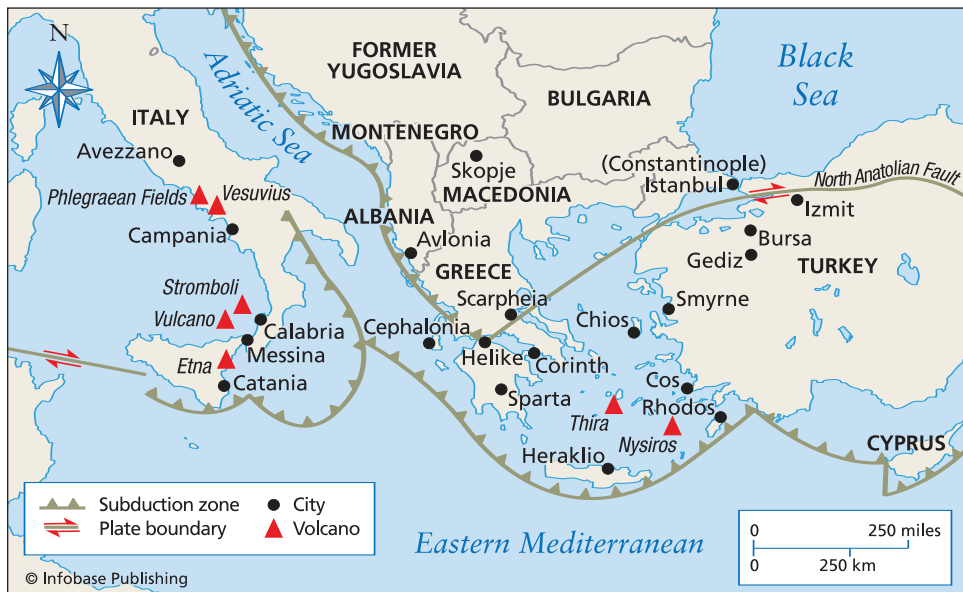 N
FORMER
YUGOSLAVIA
Black
Sea
Adriatic Sea
BULGARIA
ITALY
MONTENEGRO
Avezzano
Skopje
(Constantinople)
Istanbul
North Anatolian Fault
Phlegraean Fields
Vesuvius
MACEDONIA
Izmit
ALBANIA
Campania
Avlonia
Bursa
Gediz
TURKEY
GREECE
Stromboli
Scarpheia
Smyrne
Vulcano
Calabria
Cephalonia
Chios
Messina
Helike
Corinth
Etna
Catania
Sparta
Cos
Rhodos
Thira
Nysiros
Heraklio
CYPRUS
Subduction zone
City
Plate boundary
Volcano
Eastern Mediterranean
0 250 miles
0 250 km
© Infobase Publishing